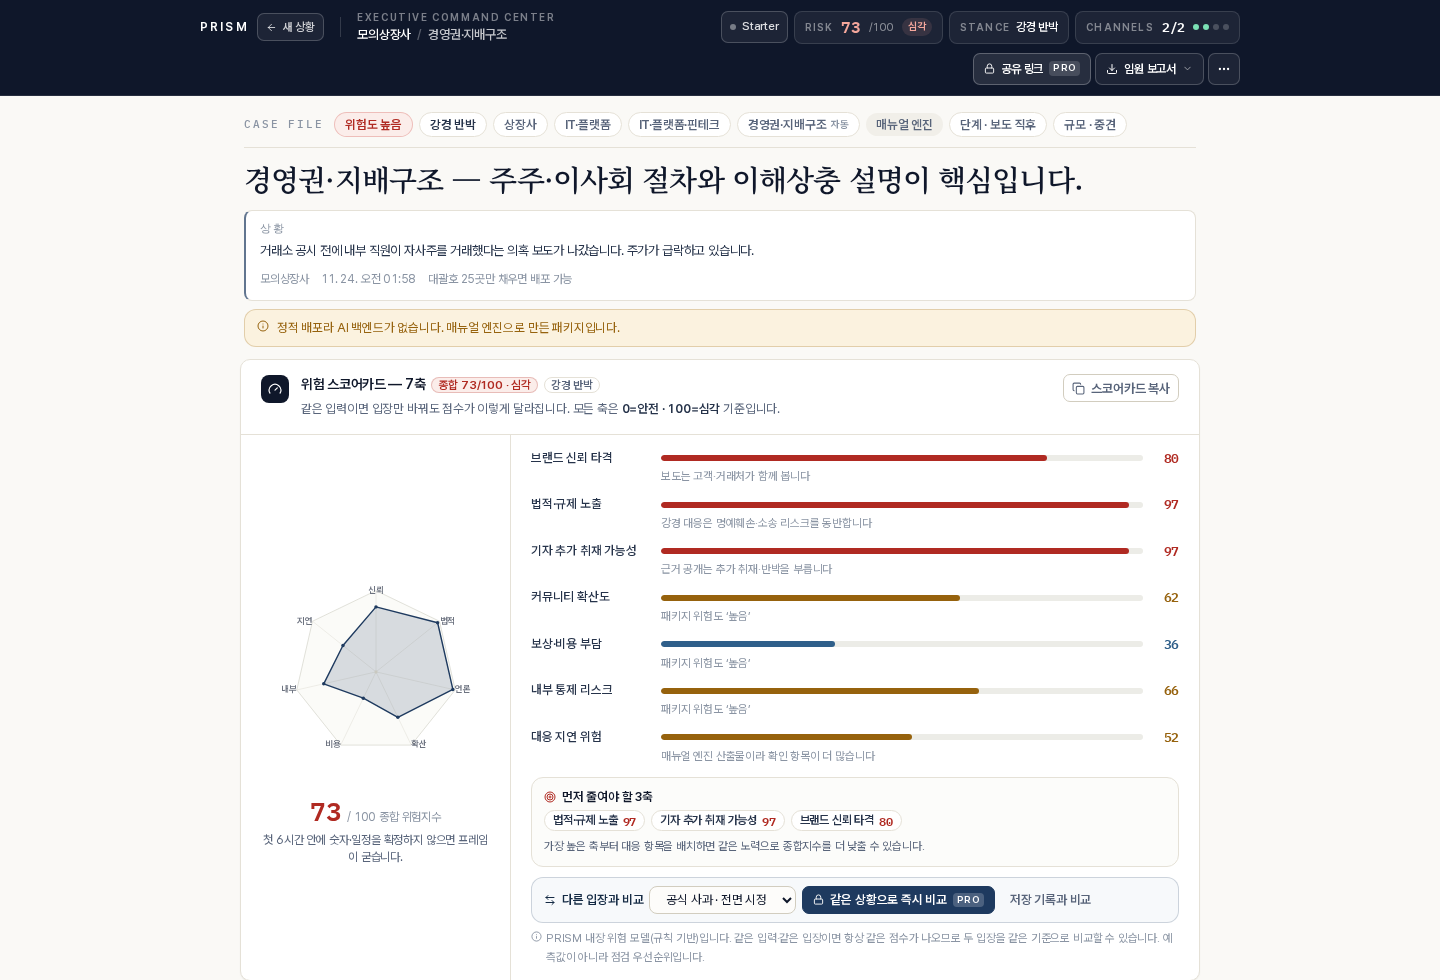 PRISM ← 새 상황 EXECUTIVE COMMAND CENTER
모의상장사 / 경영권·지배구조
Starter RISK 73 /100 심각 STANCE 강경 반박 CHANNELS 2/2
공유 링크 PRO 임원 보고서 ···
CASE FILE 위험도 높음 강경 반박 상장사 IT·플랫폼 IT·플랫폼·핀테크 경영권·지배구조 자동 매뉴얼 엔진 단계 · 보도 직후 규모 · 중견
경영권·지배구조 — 주주·이사회 절차와 이해상충 설명이 핵심입니다.
상황
거래소 공시 전에 내부 직원이 자사주를 거래했다는 의혹 보도가 나갔습니다. 주가가 급락하고 있습니다.
모의상장사 11. 24. 오전 01:58 대괄호 25곳만 채우면 배포 가능
정적 배포라 AI 백엔드가 없습니다. 매뉴얼 엔진으로 만든 패키지입니다.
위험 스코어카드 — 7축 종합 73/100 · 심각 강경 반박
같은 입력이면 입장만 바꿔도 점수가 이렇게 달라집니다. 모든 축은 0=안전 · 100=심각 기준입니다.
스코어카드 복사
신뢰
법적
언론
확산
비용
내부
지연
73 / 100 종합 위험지수
첫 6시간 안에 숫자·일정을 확정하지 않으면 프레임
이 굳습니다.
브랜드 신뢰 타격 80
보도는 고객·거래처가 함께 봅니다
법적·규제 노출 97
강경 대응은 명예훼손·소송 리스크를 동반합니다
기자 추가 취재 가능성 97
근거 공개는 추가 취재·반박을 부릅니다
커뮤니티 확산도 62
패키지 위험도 '높음'
보상·비용 부담 36
패키지 위험도 '높음'
내부 통제 리스크 66
패키지 위험도 '높음'
대응 지연 위험 52
매뉴얼 엔진 산출물이라 확인 항목이 더 많습니다
먼저 줄여야 할 3축
법적·규제 노출 97 기자 추가 취재 가능성 97 브랜드 신뢰 타격 80
가장 높은 축부터 대응 항목을 배치하면 같은 노력으로 종합지수를 더 낮출 수 있습니다.
다른 입장과 비교 공식 사과 · 전면 시정 같은 상황으로 즉시 비교 PRO 저장 기록과 비교
PRISM 내장 위험 모델(규칙 기반)입니다. 같은 입력·같은 입장이면 항상 같은 점수가 나오므로 두 입장을 같은 기준으로 비교할 수 있습니다. 예
측값이 아니라 점검 우선순위입니다.